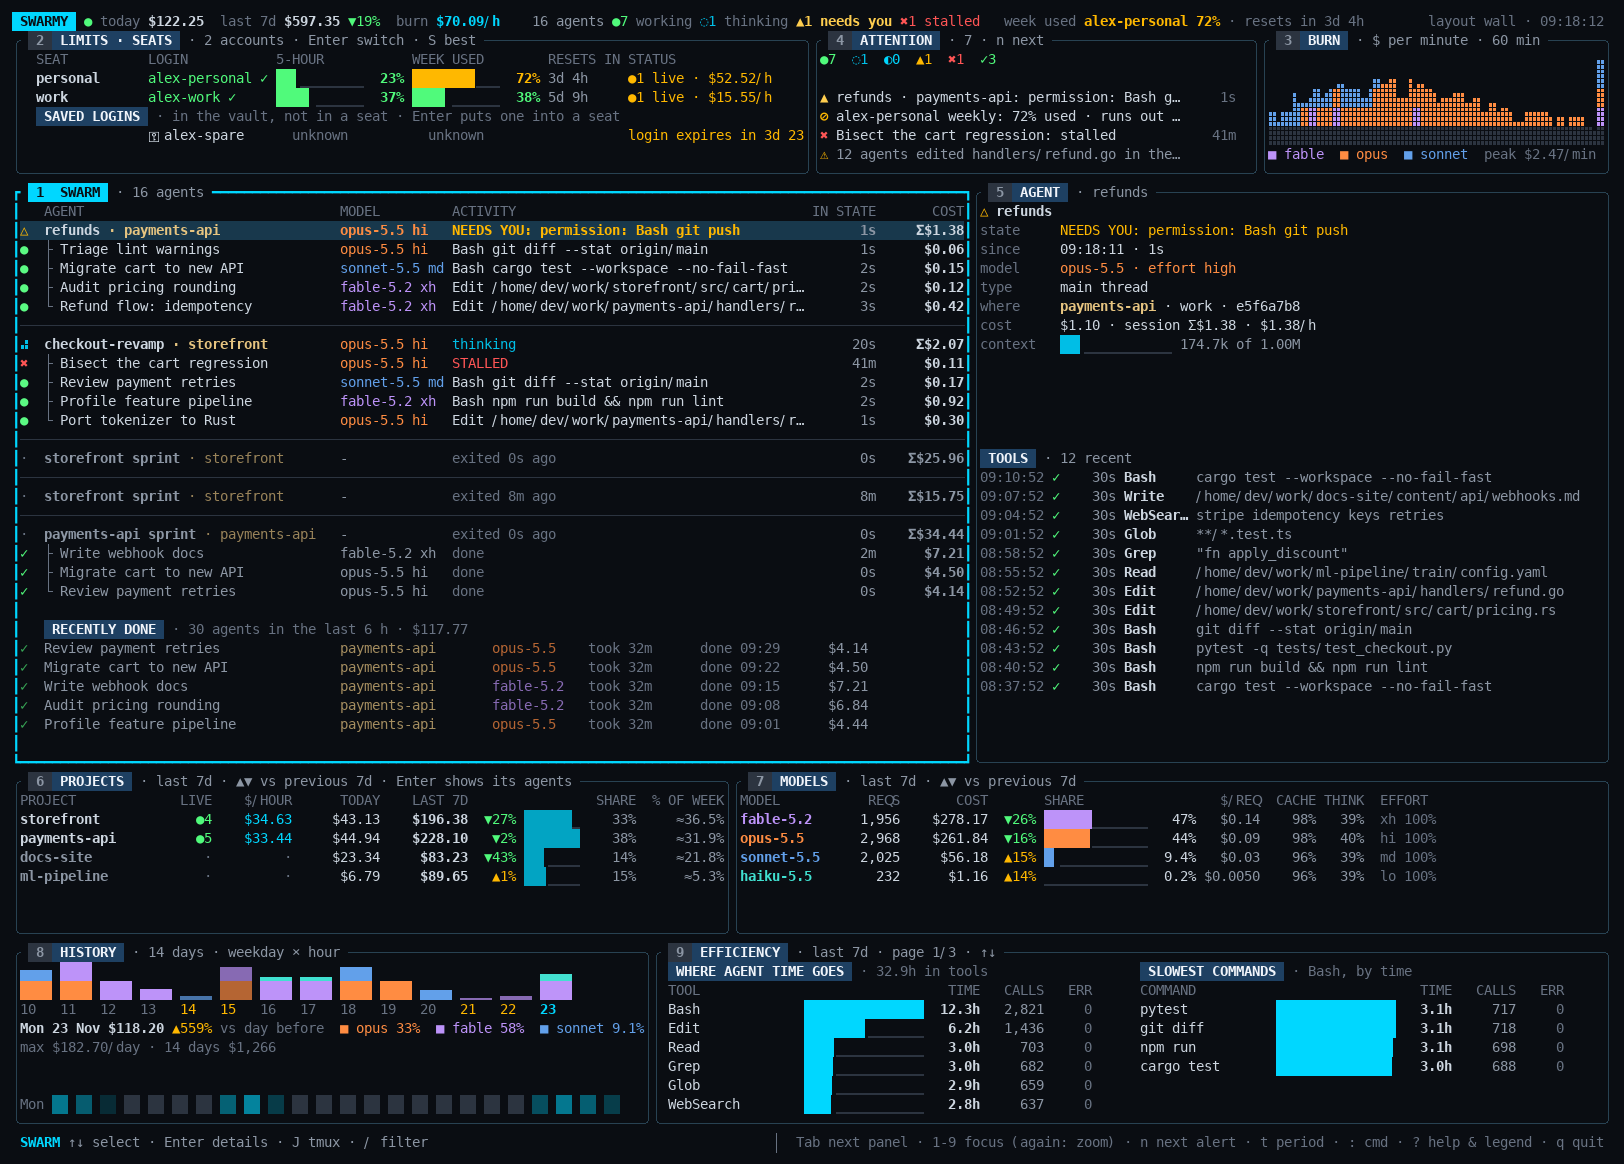 SWARMY ● today $122.25 last 7d $597.35 ▼19% burn $70.09/h 16 agents ●7 working ◌1 thinking ▲1 needs you ✖1 stalled week used alex-personal 72% · resets in 3d 4h layout wall · 09:18:12
2 LIMITS · SEATS · 2 accounts · Enter switch · S best
SEAT LOGIN 5-HOUR WEEK USED RESETS IN STATUS
personal alex-personal ✓ 23% 72% 3d 4h ●1 live · $52.52/h
work alex-work ✓ 37% 38% 5d 9h ●1 live · $15.55/h
SAVED LOGINS · in the vault, not in a seat · Enter puts one into a seat
alex-spare unknown unknown login expires in 3d 23
4 ATTENTION · 7 · n next
●7 ◌1 ◐0 ▲1 ✖1 ✓3
▲ refunds · payments-api: permission: Bash g… 1s
⊘ alex-personal weekly: 72% used · runs out …
✖ Bisect the cart regression: stalled 41m
⚠ 12 agents edited handlers/refund.go in the…
3 BURN · $ per minute · 60 min
■ fable ■ opus ■ sonnet peak $2.47/min
1 SWARM · 16 agents
AGENT MODEL ACTIVITY IN STATE COST
△ refunds · payments-api opus-5.5 hi NEEDS YOU: permission: Bash git push 1s Σ$1.38
● ├ Triage lint warnings opus-5.5 hi Bash git diff --stat origin/main 1s $0.06
● ├ Migrate cart to new API sonnet-5.5 md Bash cargo test --workspace --no-fail-fast 2s $0.15
● ├ Audit pricing rounding fable-5.2 xh Edit /home/dev/work/storefront/src/cart/pri… 2s $0.12
● └ Refund flow: idempotency fable-5.2 xh Edit /home/dev/work/payments-api/handlers/r… 3s $0.42
checkout-revamp · storefront opus-5.5 hi thinking 20s Σ$2.07
✖ ├ Bisect the cart regression opus-5.5 hi STALLED 41m $0.11
● ├ Review payment retries sonnet-5.5 md Bash git diff --stat origin/main 2s $0.17
● ├ Profile feature pipeline fable-5.2 xh Bash npm run build && npm run lint 2s $0.92
● └ Port tokenizer to Rust opus-5.5 hi Edit /home/dev/work/payments-api/handlers/r… 1s $0.30
· storefront sprint · storefront - exited 0s ago 0s Σ$25.96
· storefront sprint · storefront - exited 8m ago 8m Σ$15.75
· payments-api sprint · payments-api - exited 0s ago 0s Σ$34.44
✓ ├ Write webhook docs fable-5.2 xh done 2m $7.21
✓ ├ Migrate cart to new API opus-5.5 hi done 0s $4.50
✓ └ Review payment retries opus-5.5 hi done 0s $4.14
RECENTLY DONE · 30 agents in the last 6 h · $117.77
✓ Review payment retries payments-api opus-5.5 took 32m done 09:29 $4.14
✓ Migrate cart to new API payments-api opus-5.5 took 32m done 09:22 $4.50
✓ Write webhook docs payments-api fable-5.2 took 32m done 09:15 $7.21
✓ Audit pricing rounding payments-api fable-5.2 took 32m done 09:08 $6.84
✓ Profile feature pipeline payments-api opus-5.5 took 32m done 09:01 $4.44
5 AGENT · refunds
△ refunds
state NEEDS YOU: permission: Bash git push
since 09:18:11 · 1s
model opus-5.5 · effort high
type main thread
where payments-api · work · e5f6a7b8
cost $1.10 · session Σ$1.38 · $1.38/h
context 174.7k of 1.00M
TOOLS · 12 recent
09:10:52 ✓ 30s Bash cargo test --workspace --no-fail-fast
09:07:52 ✓ 30s Write /home/dev/work/docs-site/content/api/webhooks.md
09:04:52 ✓ 30s WebSear… stripe idempotency keys retries
09:01:52 ✓ 30s Glob **/*.test.ts
08:58:52 ✓ 30s Grep "fn apply_discount"
08:55:52 ✓ 30s Read /home/dev/work/ml-pipeline/train/config.yaml
08:52:52 ✓ 30s Edit /home/dev/work/payments-api/handlers/refund.go
08:49:52 ✓ 30s Edit /home/dev/work/storefront/src/cart/pricing.rs
08:46:52 ✓ 30s Bash git diff --stat origin/main
08:43:52 ✓ 30s Bash pytest -q tests/test_checkout.py
08:40:52 ✓ 30s Bash npm run build && npm run lint
08:37:52 ✓ 30s Bash cargo test --workspace --no-fail-fast
6 PROJECTS · last 7d · ▲▼ vs previous 7d · Enter shows its agents
PROJECT LIVE $/HOUR TODAY LAST 7D SHARE % OF WEEK
storefront ●4 $34.63 $43.13 $196.38 ▼27% 33% ≈36.5%
payments-api ●5 $33.44 $44.94 $228.10 ▼2% 38% ≈31.9%
docs-site · · $23.34 $83.23 ▼43% 14% ≈21.8%
ml-pipeline · · $6.79 $89.65 ▲1% 15% ≈5.3%
7 MODELS · last 7d · ▲▼ vs previous 7d
MODEL REQS COST SHARE $/REQ CACHE THINK EFFORT
fable-5.2 1,956 $278.17 ▼26% 47% $0.14 98% 39% xh 100%
opus-5.5 2,968 $261.84 ▼16% 44% $0.09 98% 40% hi 100%
sonnet-5.5 2,025 $56.18 ▲15% 9.4% $0.03 96% 39% md 100%
haiku-5.5 232 $1.16 ▲14% 0.2% $0.0050 96% 39% lo 100%
8 HISTORY · 14 days · weekday × hour
10 11 12 13 14 15 16 17 18 19 20 21 22 23
Mon 23 Nov $118.20 ▲559% vs day before ■ opus 33% ■ fable 58% ■ sonnet 9.1%
max $182.70/day · 14 days $1,266
Mon
9 EFFICIENCY · last 7d · page 1/3 · ↑↓
WHERE AGENT TIME GOES · 32.9h in tools
TOOL TIME CALLS ERR
Bash 12.3h 2,821 0
Edit 6.2h 1,436 0
Read 3.0h 703 0
Grep 3.0h 682 0
Glob 2.9h 659 0
WebSearch 2.8h 637 0
SLOWEST COMMANDS · Bash, by time
COMMAND TIME CALLS ERR
pytest 3.1h 717 0
git diff 3.1h 718 0
npm run 3.1h 698 0
cargo test 3.0h 688 0
SWARM ↑↓ select · Enter details · J tmux · / filter
Tab next panel · 1-9 focus (again: zoom) · n next alert · t period · : cmd · ? help & legend · q quit